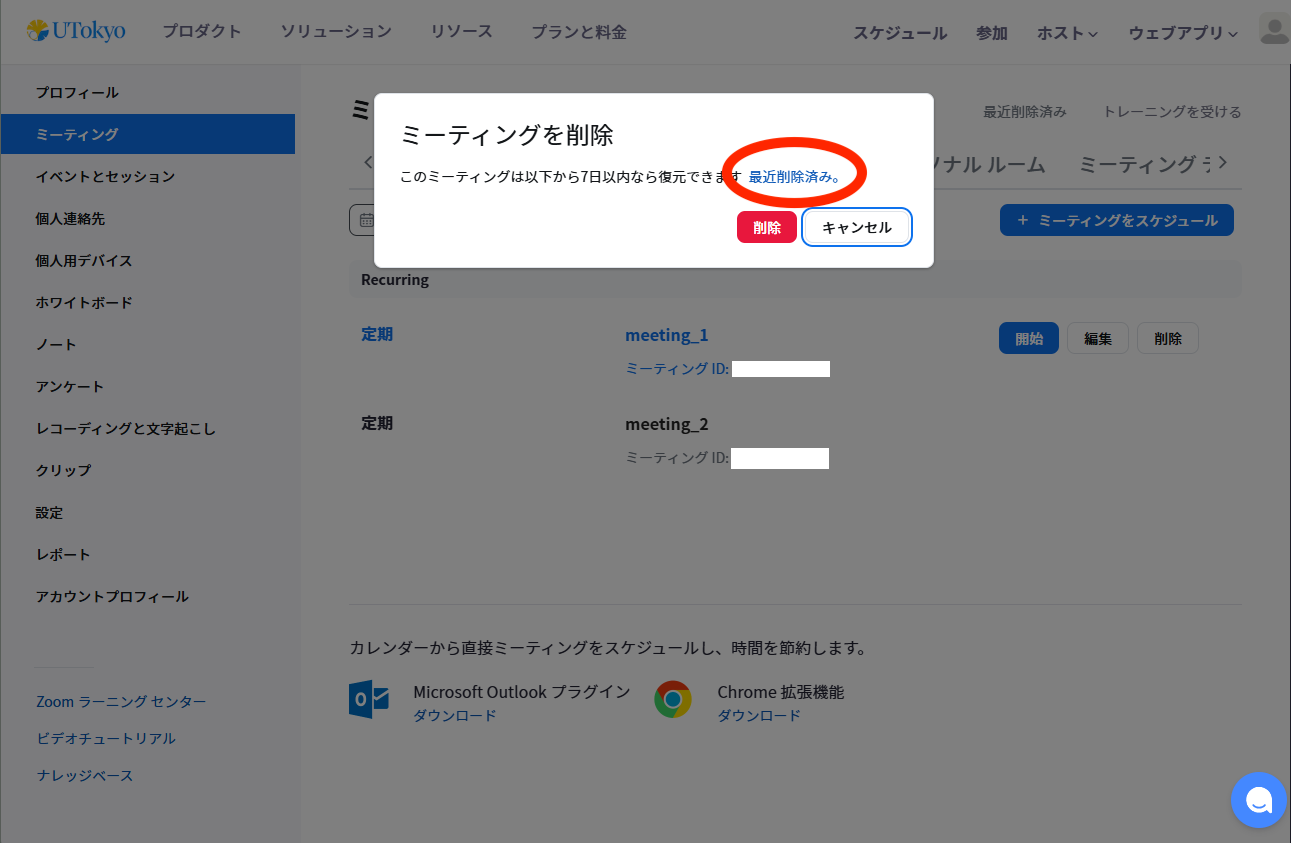 UTokyo プロダクト ソリューション リソース プランと料金 スケジュール 参加 ホスト ウェブアプリ
プロフィール
ミーティング
イベントとセッション
個人連絡先
個人用デバイス
ホワイトボード
ノート
アンケート
レコーディングと文字起こし
クリップ
設定
レポート
アカウントプロフィール
Zoom ラーニング センター
ビデオチュートリアル
ナレッジベース
ミ
最近削除済み トレーニングを受ける
ナル ルーム ミーティング テ
ミーティングを削除
このミーティングは以下から7日以内なら復元できます 最近削除済み。
削除 キャンセル
+ ミーティングをスケジュール
Recurring
定期 meeting_1 開始 編集 削除
ミーティング ID:
定期 meeting_2
ミーティング ID:
カレンダーから直接ミーティングをスケジュールし、時間を節約します。
Microsoft Outlook プラグイン
ダウンロード
Chrome 拡張機能
ダウンロード